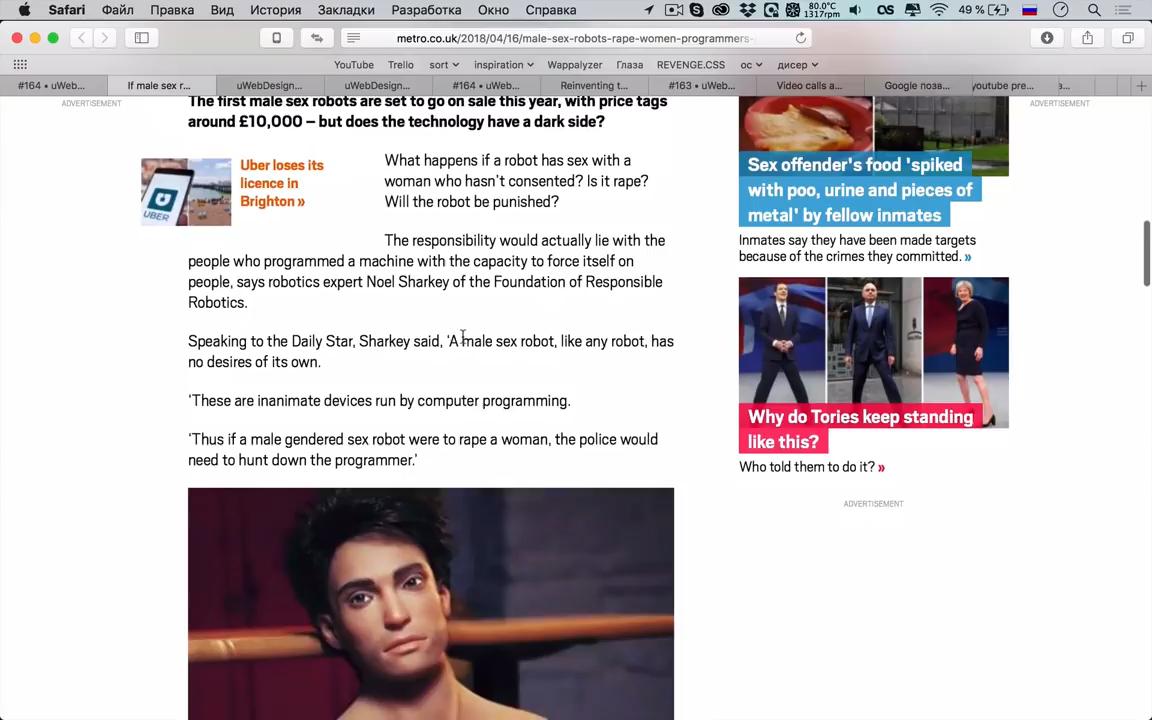 Safari Файл Правка Вид История Закладки Разработка Окно Справка 80.0°C 1317rpm OS 49 %
metro.co.uk/2018/04/16/male-sex-robots-rape-women-programmers-
YouTube Trello sort inspiration Wappalyzer Глаза REVENGE.CSS ос дисер
#164 • uWeb... If male sex r... uWebDesign... uWebDesign... #164 • uWeb... Reinventing t... #163 • uWeb... Video calls a... Google позв... youtube pre... a...
ADVERTISEMENT
ADVERTISEMENT
The first male sex robots are set to go on sale this year, with price tags
around £10,000 – but does the technology have a dark side?
Uber loses its
licence in
Brighton »
UBER
What happens if a robot has sex with a
woman who hasn't consented? Is it rape?
Will the robot be punished?
The responsibility would actually lie with the
people who programmed a machine with the capacity to force itself on
people, says robotics expert Noel Sharkey of the Foundation of Responsible
Robotics.
Speaking to the Daily Star, Sharkey said, 'A male sex robot, like any robot, has
no desires of its own.
'These are inanimate devices run by computer programming.
'Thus if a male gendered sex robot were to rape a woman, the police would
need to hunt down the programmer.'
Sex offender's food 'spiked
with poo, urine and pieces of
metal' by fellow inmates
Inmates say they have been made targets
because of the crimes they committed. »
Why do Tories keep standing
like this?
Who told them to do it? »
ADVERTISEMENT